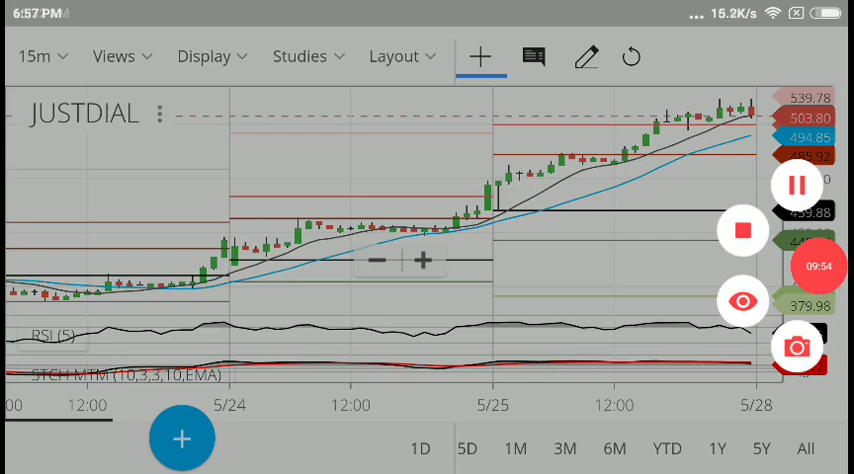 6:57 PM
15.2K/s
15m Views Display Studies Layout
JUSTDIAL
539.78
503.80
494.85
485.92
459.88
379.98
09:54
RSI (5)
STCH MTM (10,3,3,10,EMA)
12:00 5/24 12:00 5/25 12:00 5/28
1D 5D 1M 3M 6M YTD 1Y 5Y All